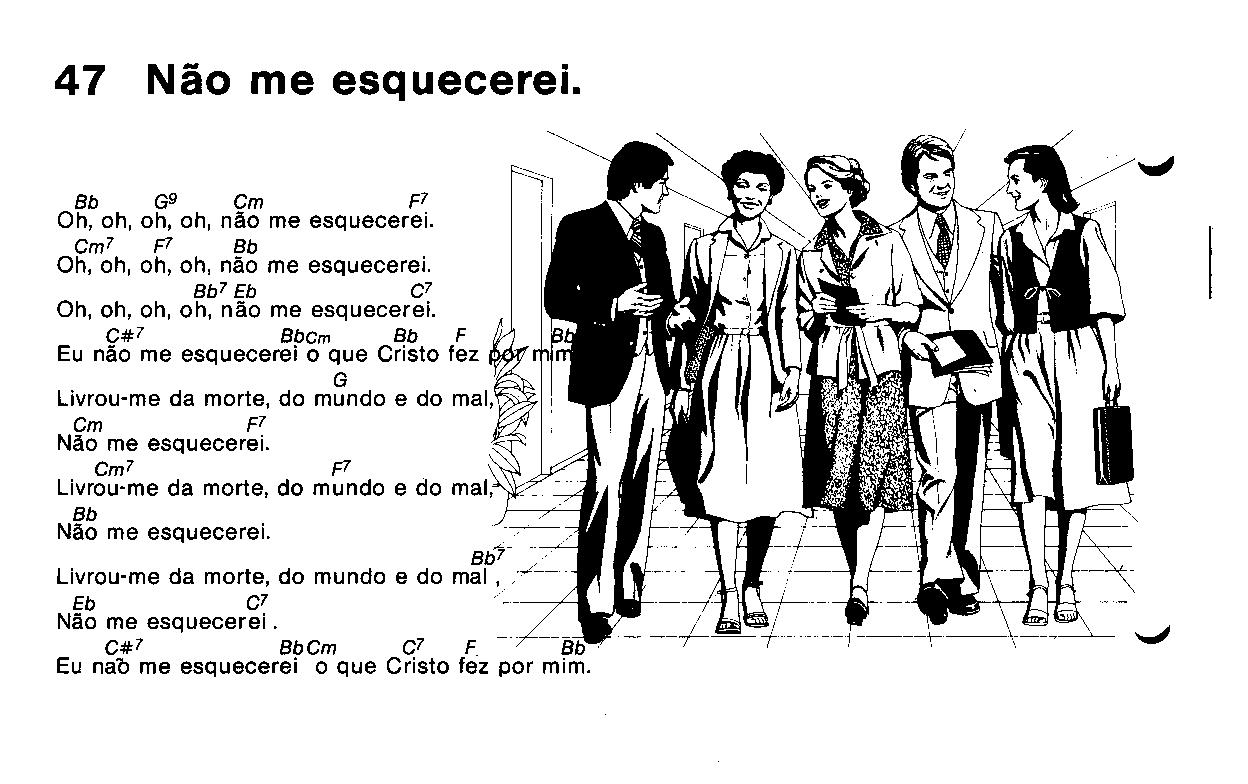 47 Não me esquecerei.
Bb G9 Cm F7
Oh, oh, oh, oh, não me esquecerei.
Cm7 F7 Bb
Oh, oh, oh, oh, não me esquecerei.
Bb7 Eb C7
Oh, oh, oh, oh, não me esquecerei.
C#7 BbCm Bb F Bb
Eu não me esquecerei o que Cristo fez por mim
G
Livrou-me da morte, do mundo e do mal,
Cm F7
Não me esquecerei.
Cm7 F7
Livrou-me da morte, do mundo e do mal,
Bb
Não me esquecerei.
Bb7
Livrou-me da morte, do mundo e do mal ,
Eb C7
Não me esquecerei .
C#7 BbCm C7 F Bb
Eu não me esquecerei o que Cristo fez por mim.